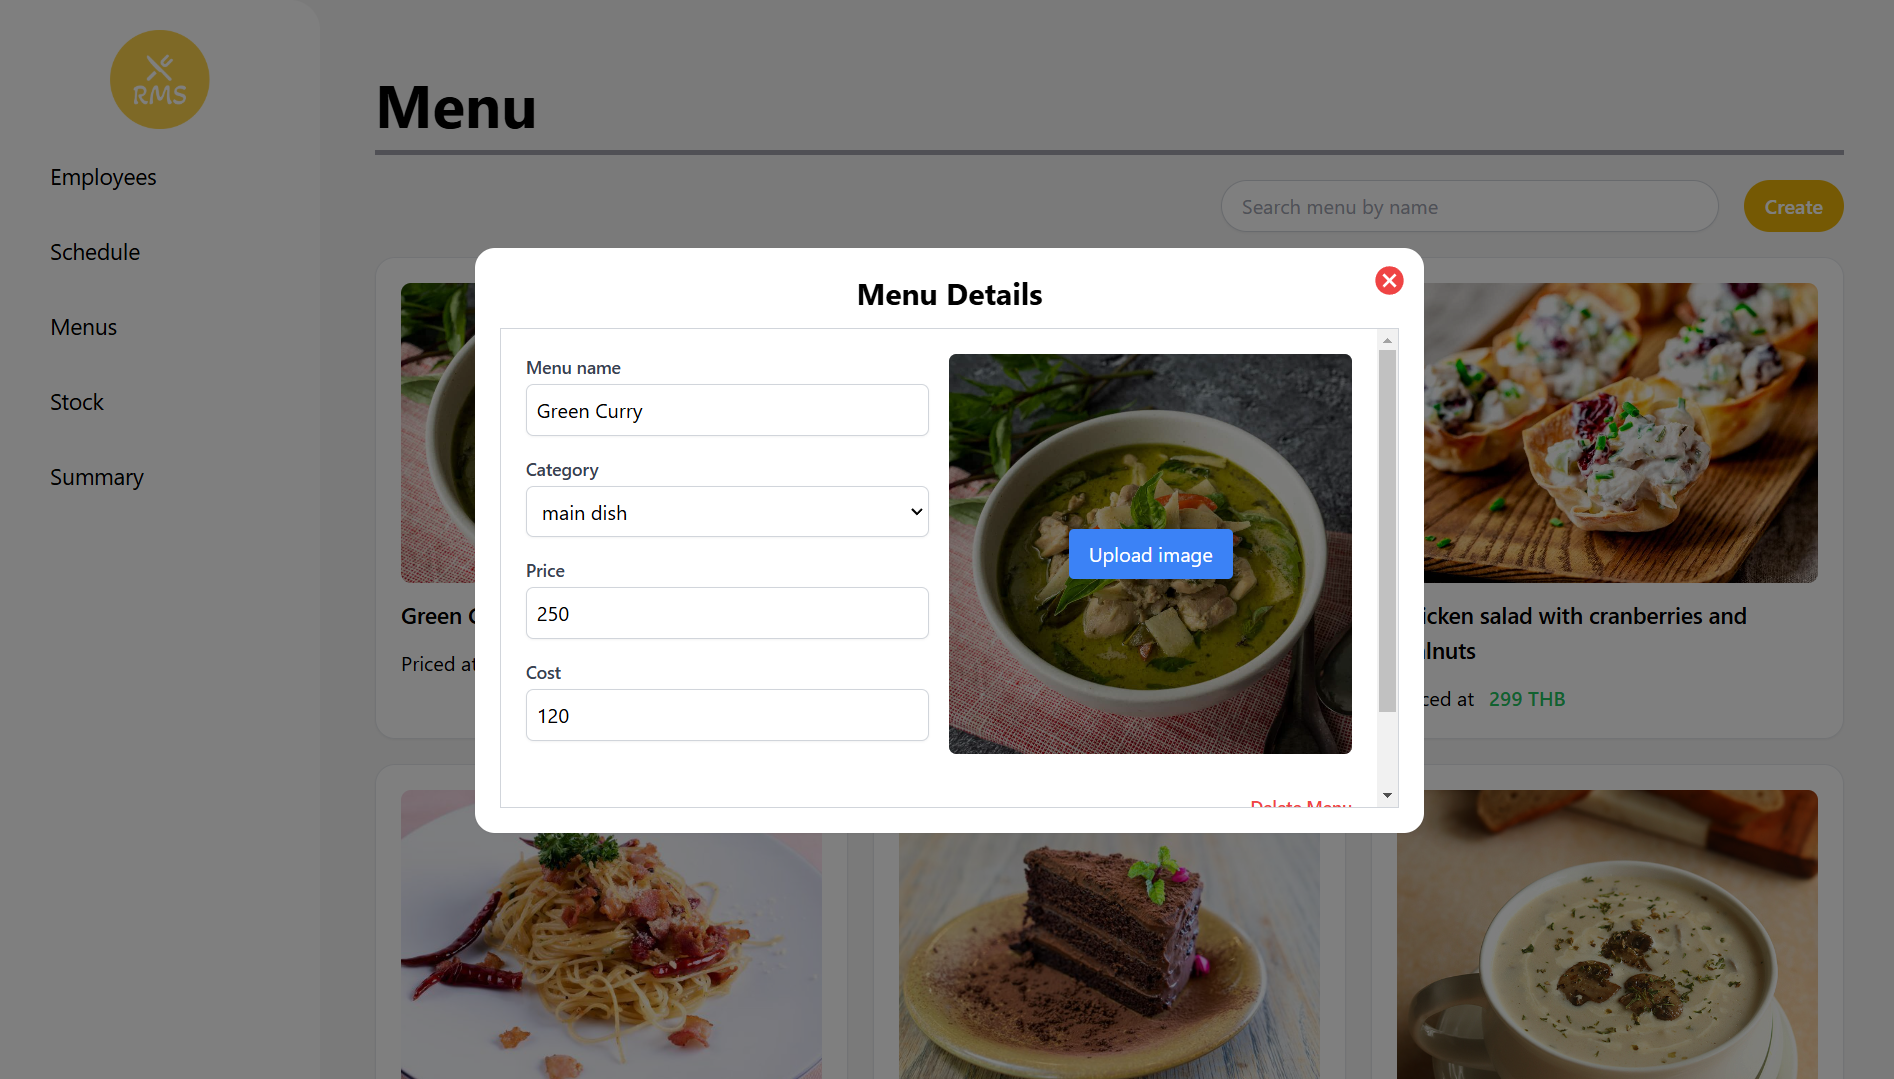 RMS
Employees
Schedule
Menus
Stock
Summary
Menu
Search menu by name
Create
Menu Details
Menu name
Green Curry
Category
main dish
Price
250
Cost
120
Upload image
Delete Menu
Green C
Priced at
icken salad with cranberries and
lnuts
ced at 299 THB